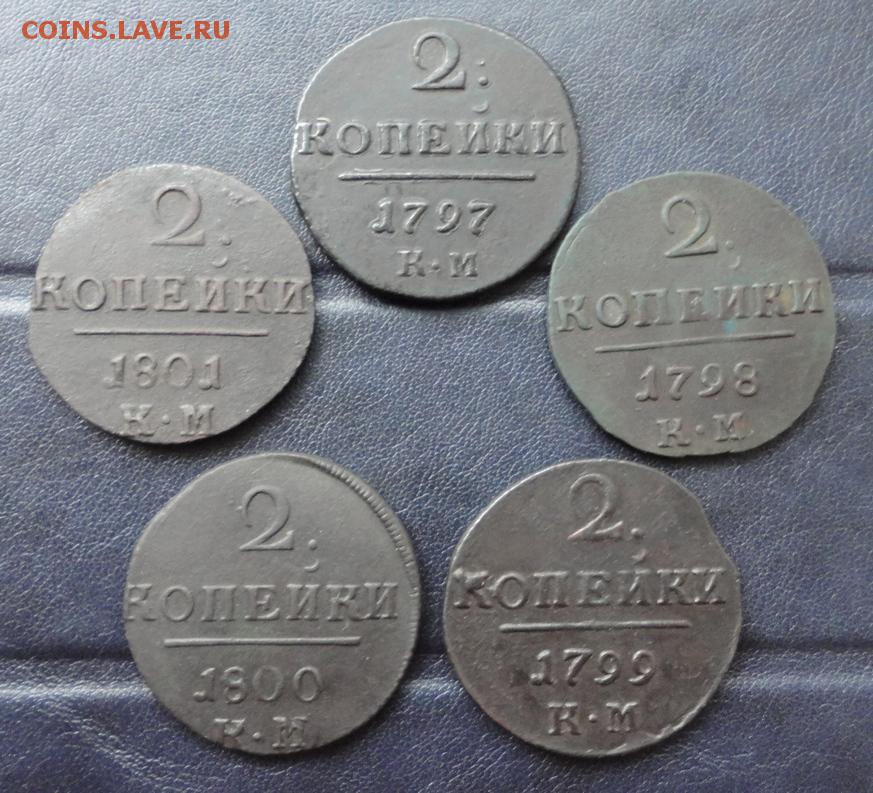 COINS.LAVE.RU
2.
КОПЕЙКИ
1797
К·М
2.
КОПЕЙКИ
1801
К·М
2.
КОПЕЙКИ
1798
К·М
2.
КОПЕЙКИ
1800
К·М
2.
КОПЕЙКИ
1799
К·М